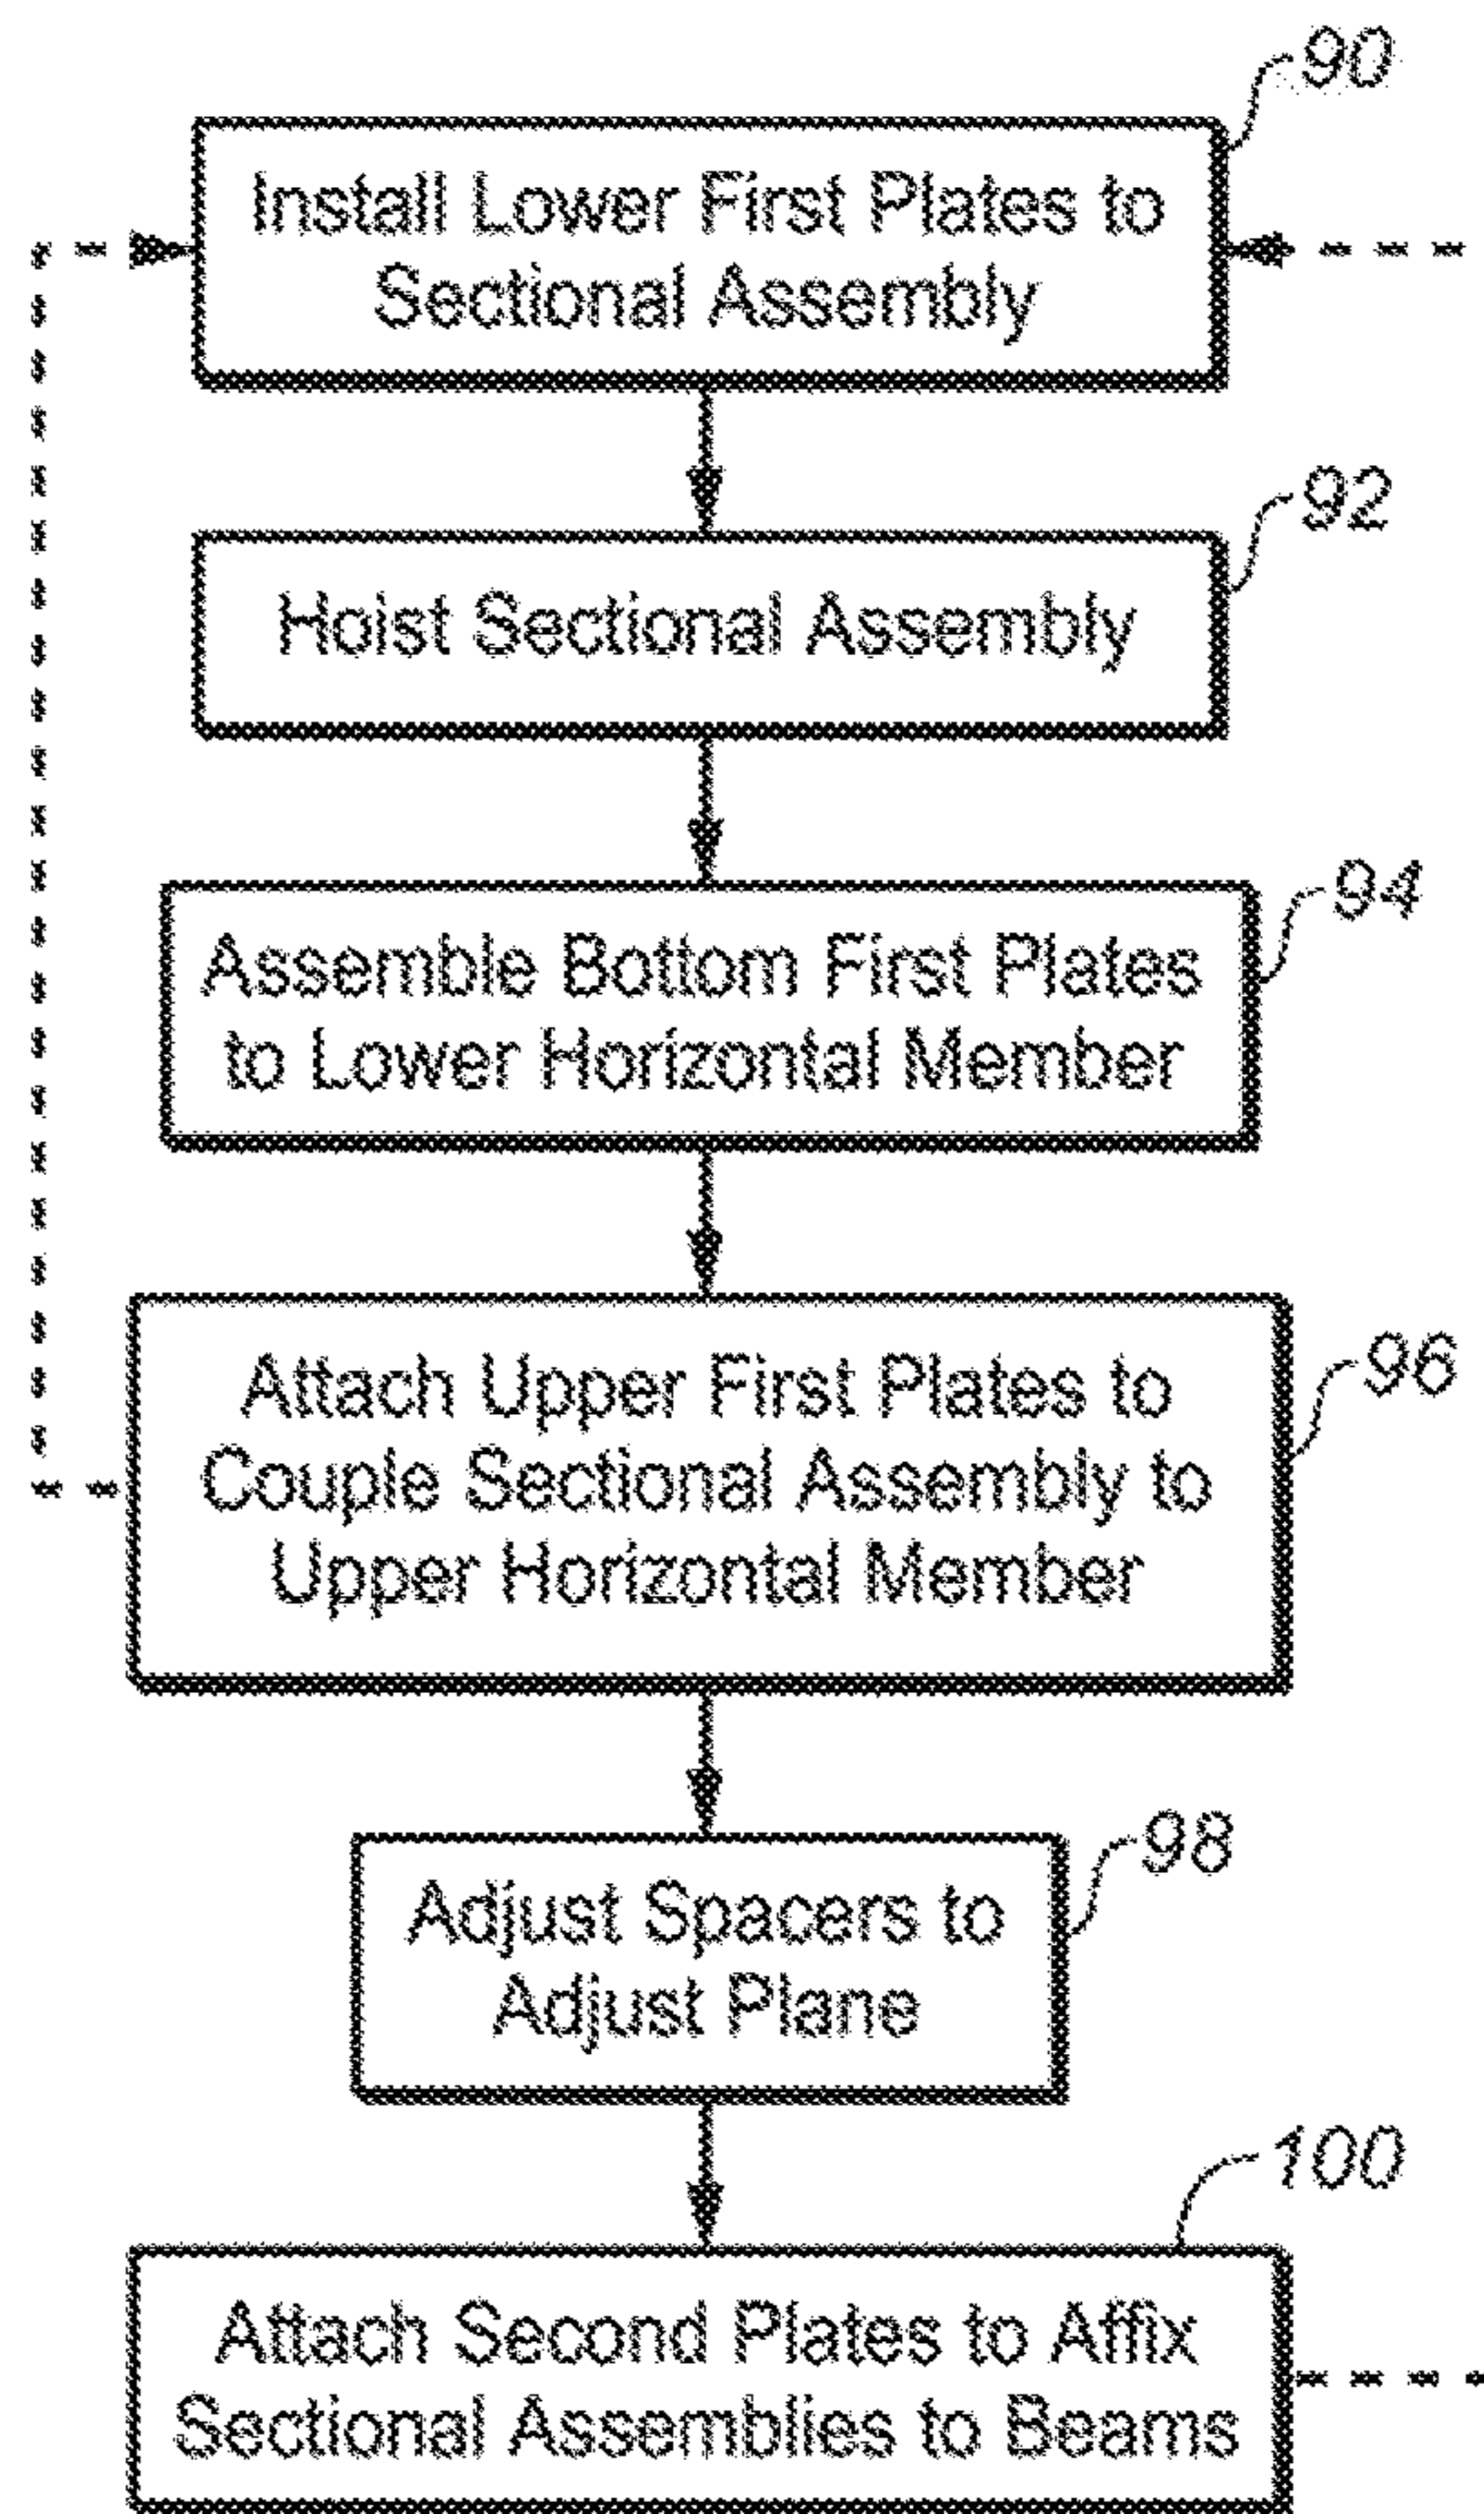 90
Install Lower First Plates to
Sectional Assembly
92
Hoist Sectional Assembly
94
Assemble Bottom First Plates
to Lower Horizontal Member
96
Attach Upper First Plates to
Couple Sectional Assembly to
Upper Horizontal Member
98
Adjust Spacers to
Adjust Plane
100
Attach Second Plates to Affix
Sectional Assemblies to Beams